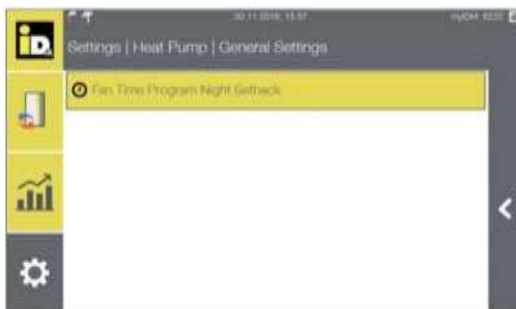 iD
Settings | Heat Pump | General Settings
Fan Time Program Night Setback